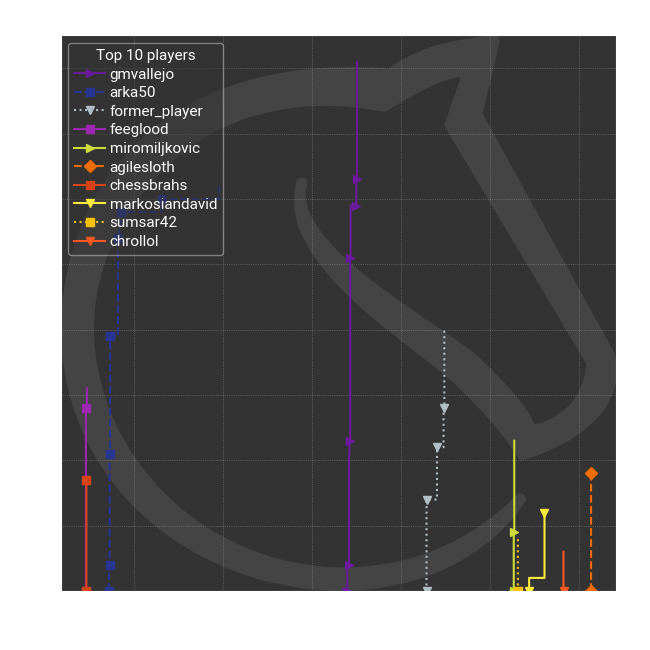 Top 10 players
gmvallejo
arka50
former_player
feeglood
miromiljkovic
agilesloth
chessbrahs
markosiandavid
sumsar42
chrollol